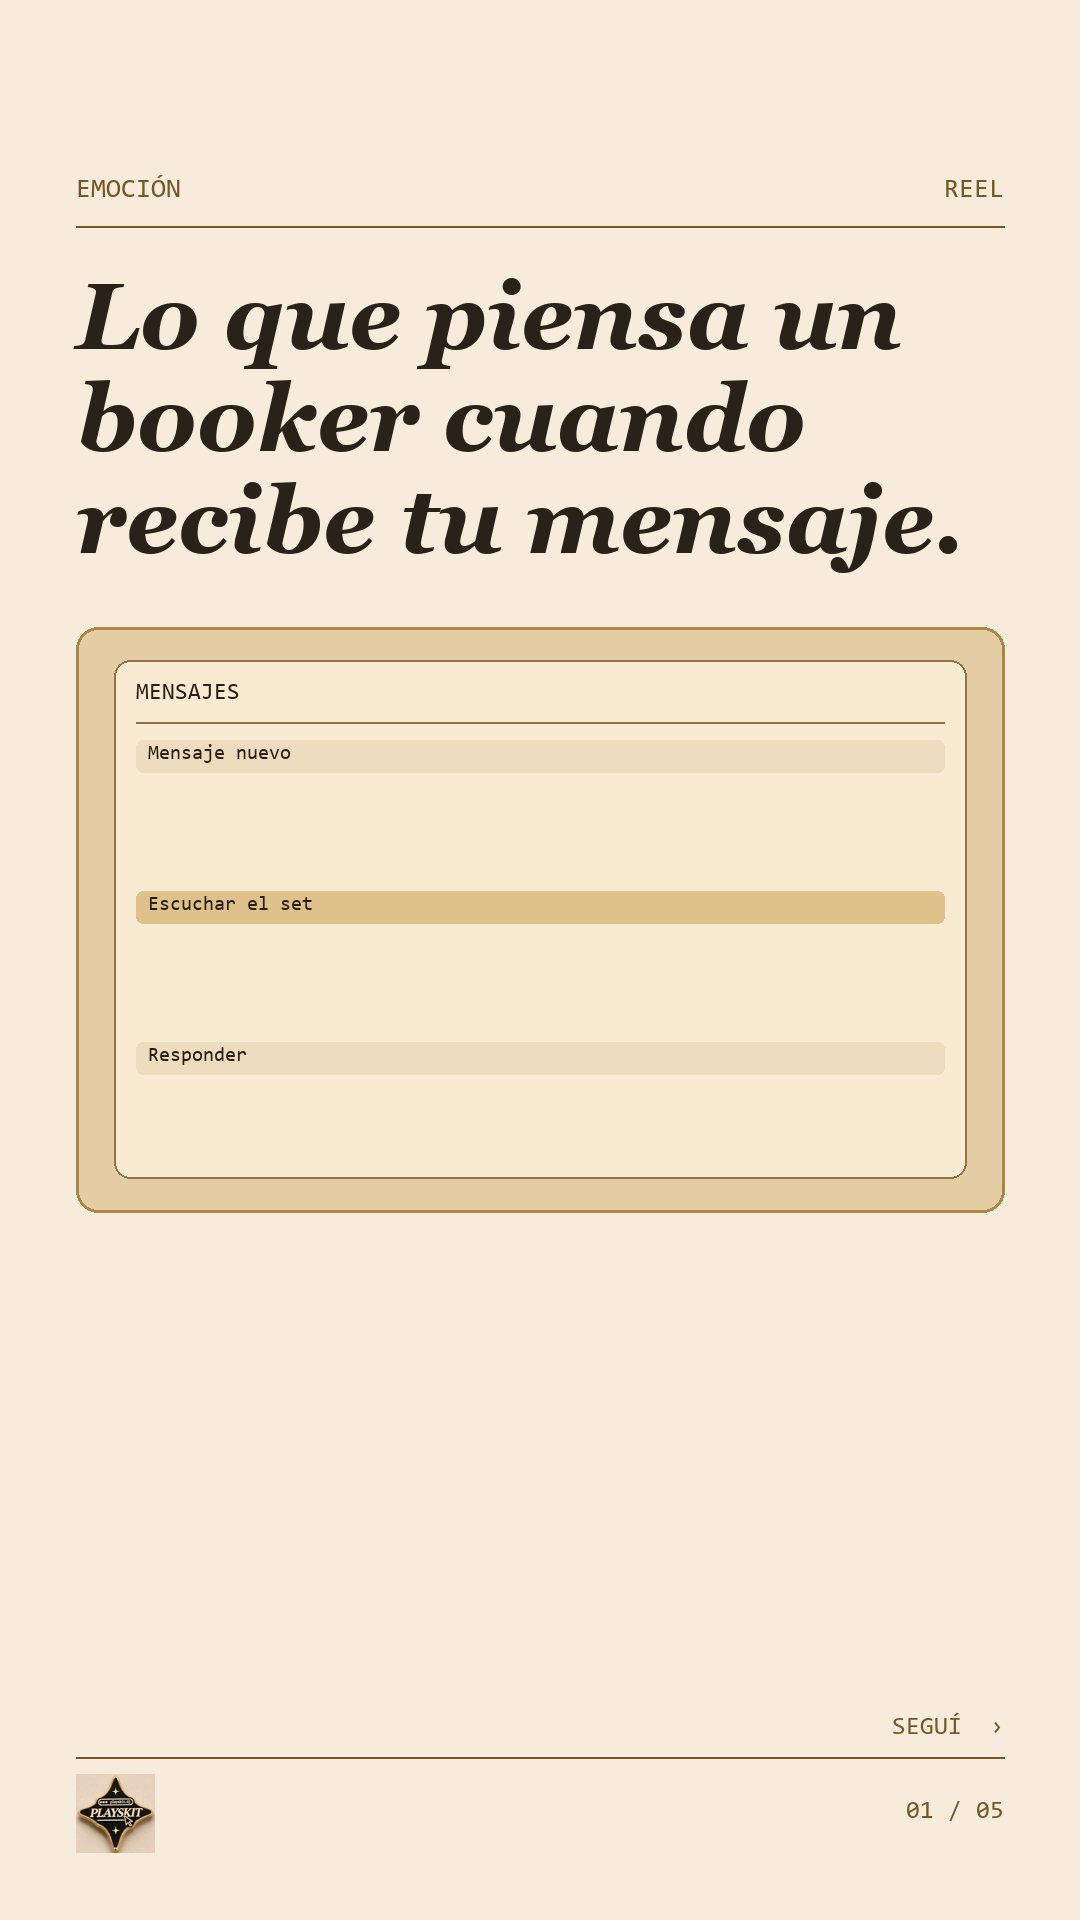 EMOCIÓN
REEL
Lo que piensa un
booker cuando
recibe tu mensaje.
MENSAJES
Mensaje nuevo
Escuchar el set
Responder
SEGUÍ ›
PLAYSKIT
01 / 05